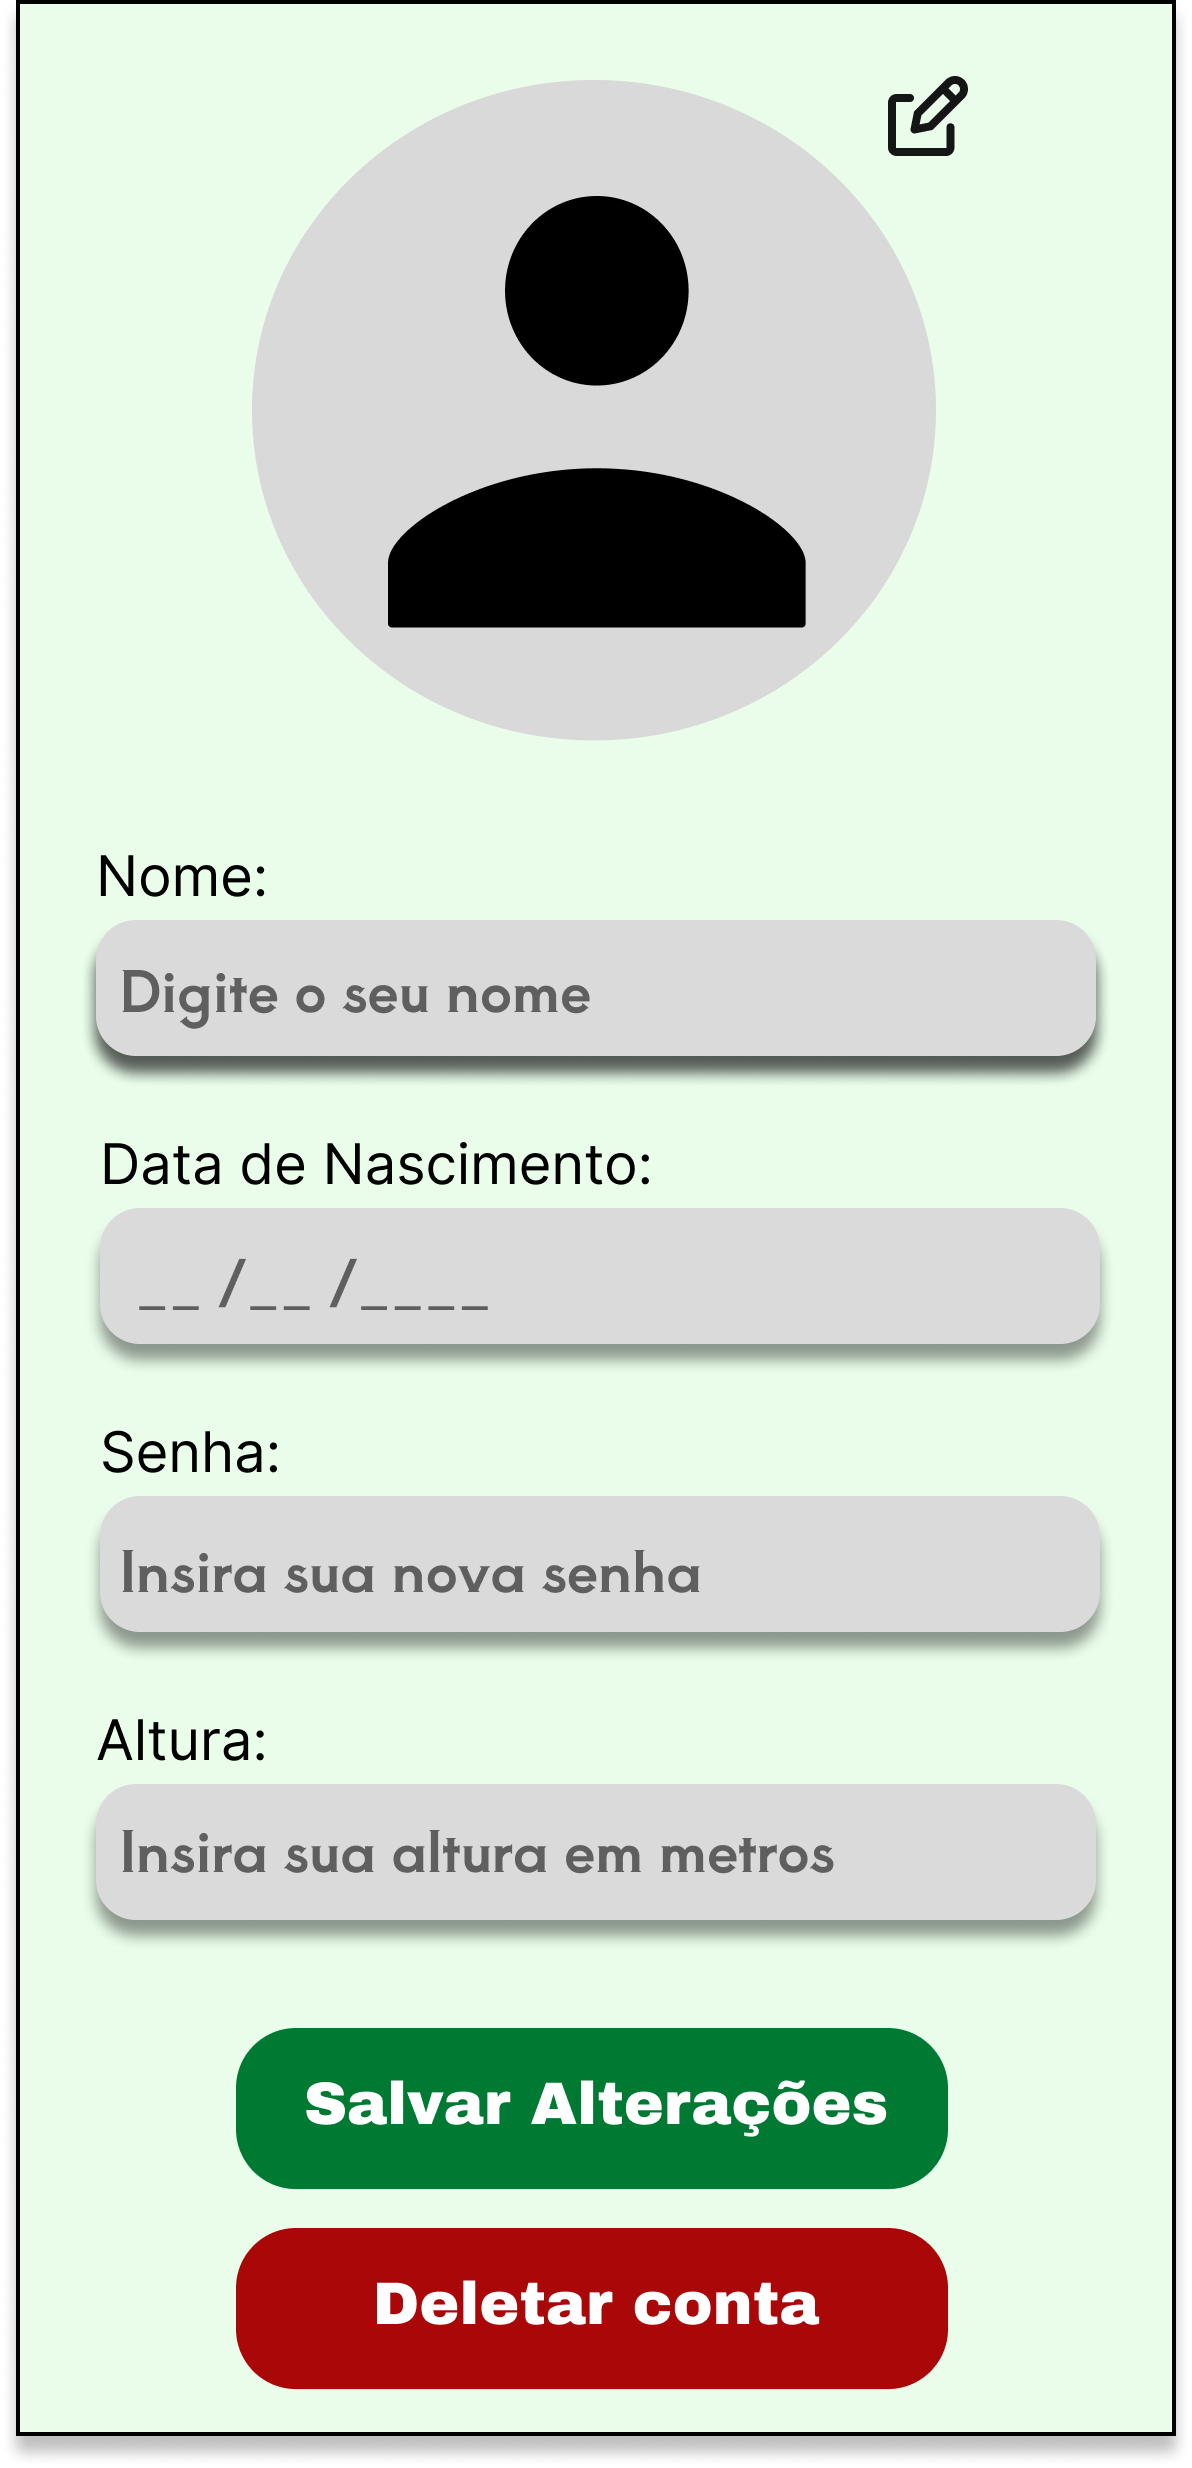 Nome:
Digite o seu nome
Data de Nascimento:
__ /__ /____
Senha:
Insira sua nova senha
Altura:
Insira sua altura em metros
Salvar Alterações
Deletar conta